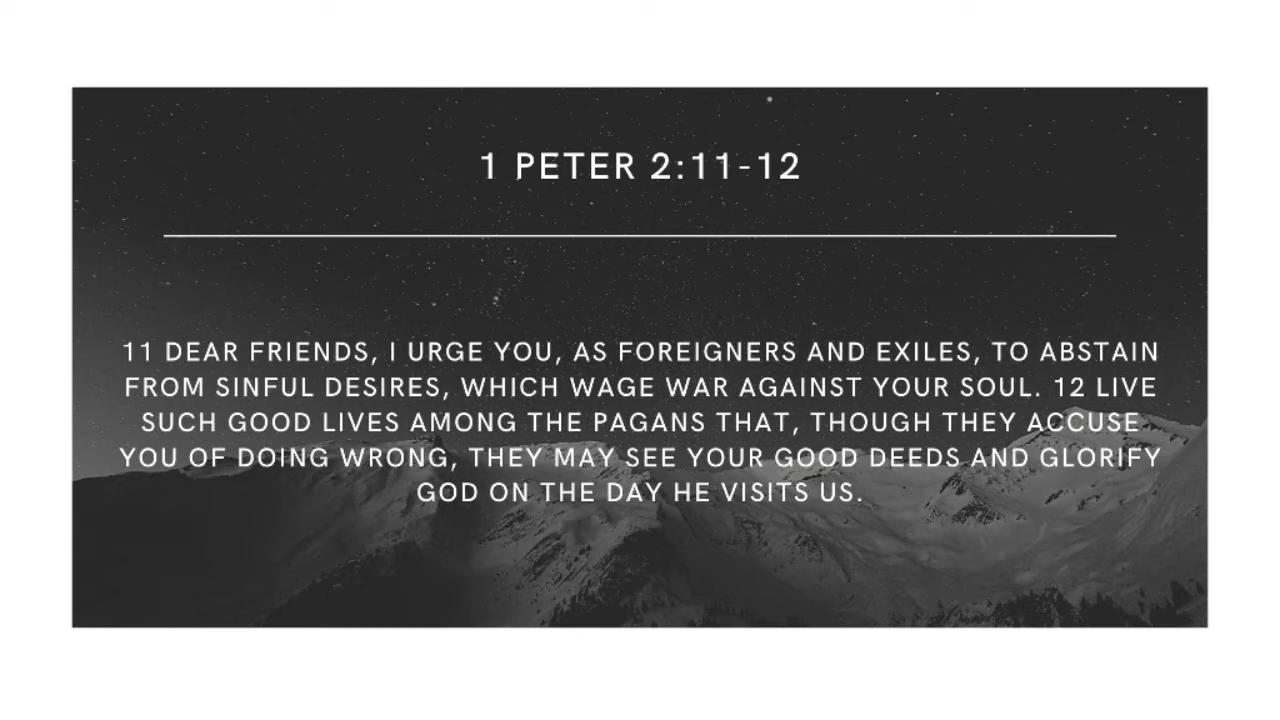 1 PETER 2:11-12
11 DEAR FRIENDS, I URGE YOU, AS FOREIGNERS AND EXILES, TO ABSTAIN
FROM SINFUL DESIRES, WHICH WAGE WAR AGAINST YOUR SOUL. 12 LIVE
SUCH GOOD LIVES AMONG THE PAGANS THAT, THOUGH THEY ACCUSE
YOU OF DOING WRONG, THEY MAY SEE YOUR GOOD DEEDS AND GLORIFY
GOD ON THE DAY HE VISITS US.